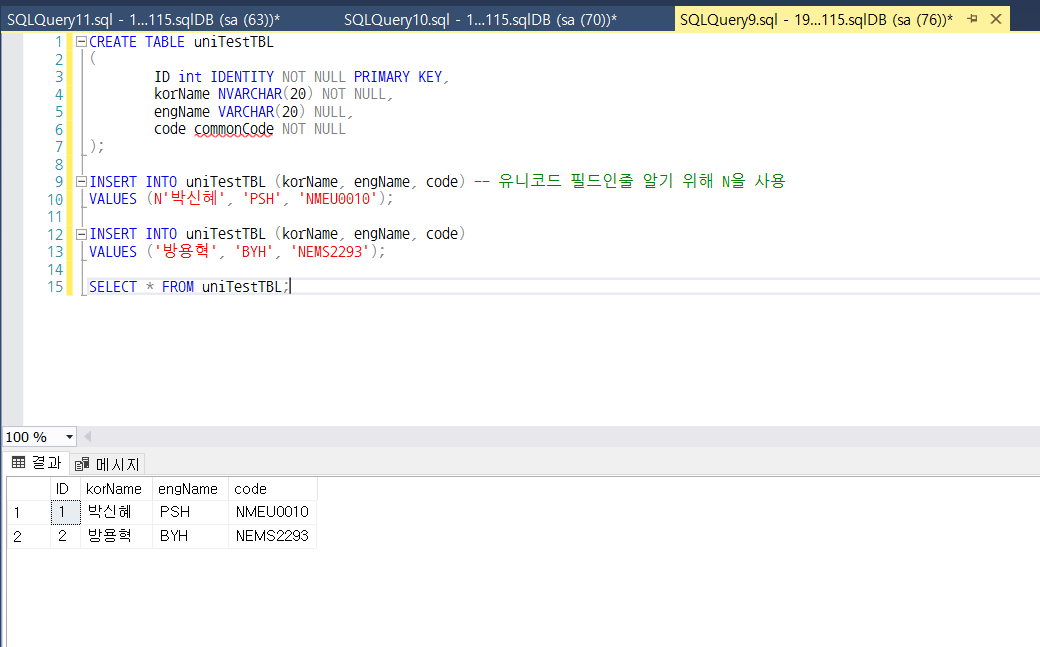 SQLQuery11.sql - 1...115.sqlDB (sa (63))* SQLQuery10.sql - 1...115.sqlDB (sa (70))* SQLQuery9.sql - 19...115.sqlDB (sa (76))*
1 CREATE TABLE uniTestTBL
2 (
3 ID int IDENTITY NOT NULL PRIMARY KEY,
4 korName NVARCHAR(20) NOT NULL,
5 engName VARCHAR(20) NULL,
6 code commonCode NOT NULL
7 );
8
9 INSERT INTO uniTestTBL (korName, engName, code) -- 유니코드 필드인줄 알기 위해 N을 사용
10 VALUES (N'박신혜', 'PSH', 'NMEU0010');
11
12 INSERT INTO uniTestTBL (korName, engName, code)
13 VALUES ('방용혁', 'BYH', 'NEMS2293');
14
15 SELECT * FROM uniTestTBL;
100 %
결과 메시지
ID korName engName code
1 1 박신혜 PSH NMEU0010
2 2 방용혁 BYH NEMS2293